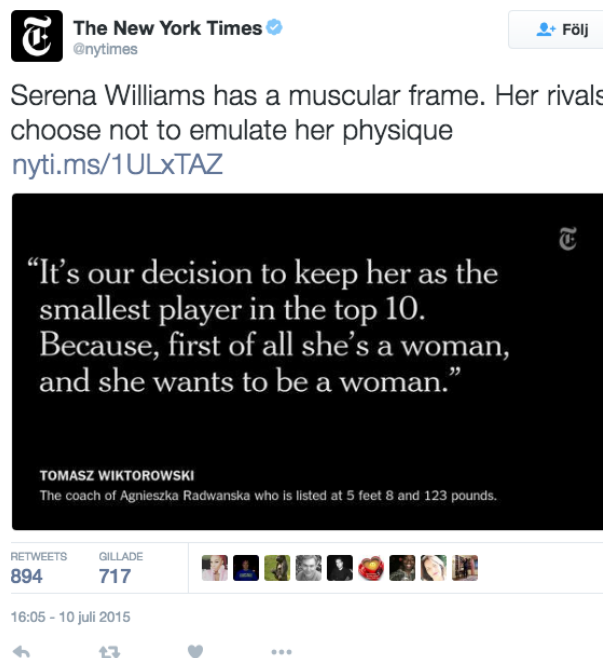 The New York Times
@nytimes
Följ
Serena Williams has a muscular frame. Her rivals
choose not to emulate her physique
nyti.ms/1ULxTAZ
“It’s our decision to keep her as the
smallest player in the top 10.
Because, first of all she’s a woman,
and she wants to be a woman.”
TOMASZ WIKTOROWSKI
The coach of Agnieszka Radwanska who is listed at 5 feet 8 and 123 pounds.
RETWEETS GILLADE
894 717
16:05 - 10 juli 2015